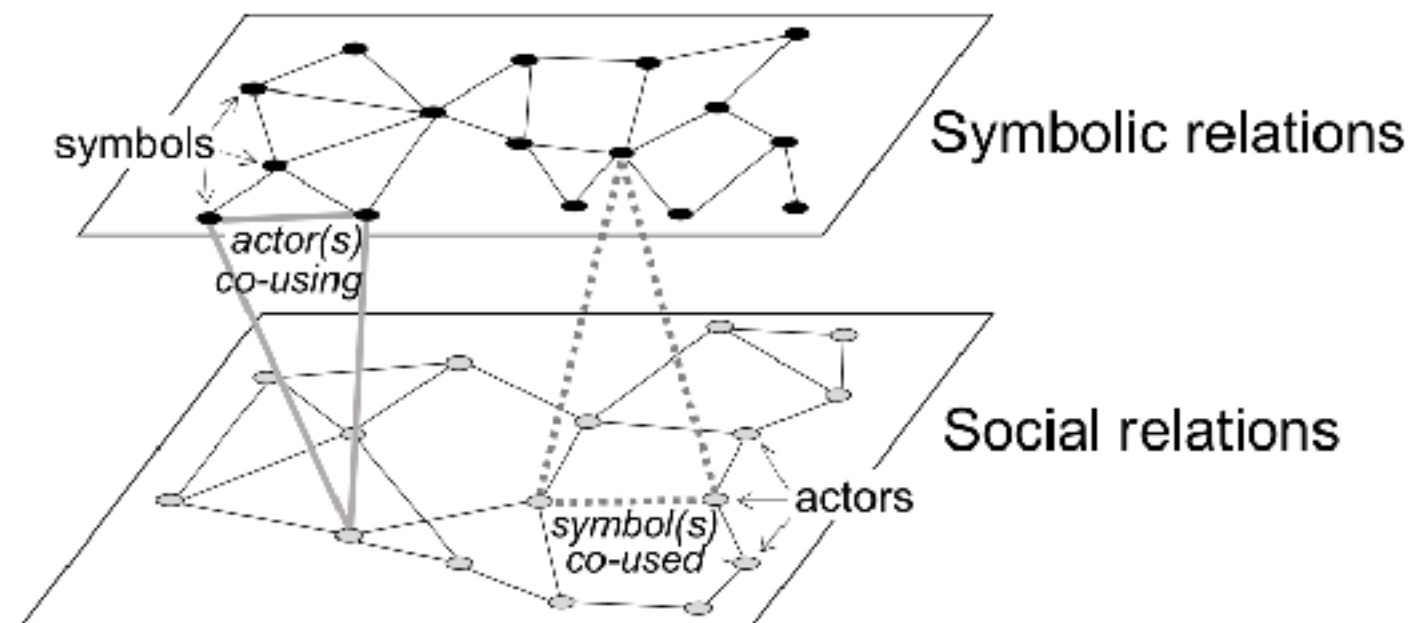 Symbolic relations
symbols
actor(s)
co-using
Social relations
actors
symbol(s)
co-used